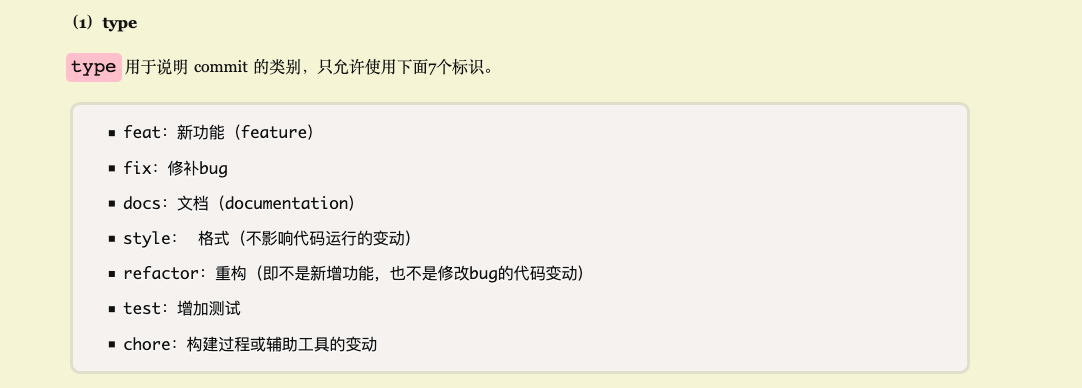 （1）type
type 用于说明 commit 的类别，只允许使用下面7个标识。
▪ feat：新功能（feature）
▪ fix：修补bug
▪ docs：文档（documentation）
▪ style： 格式（不影响代码运行的变动）
▪ refactor：重构（即不是新增功能，也不是修改bug的代码变动）
▪ test：增加测试
▪ chore：构建过程或辅助工具的变动